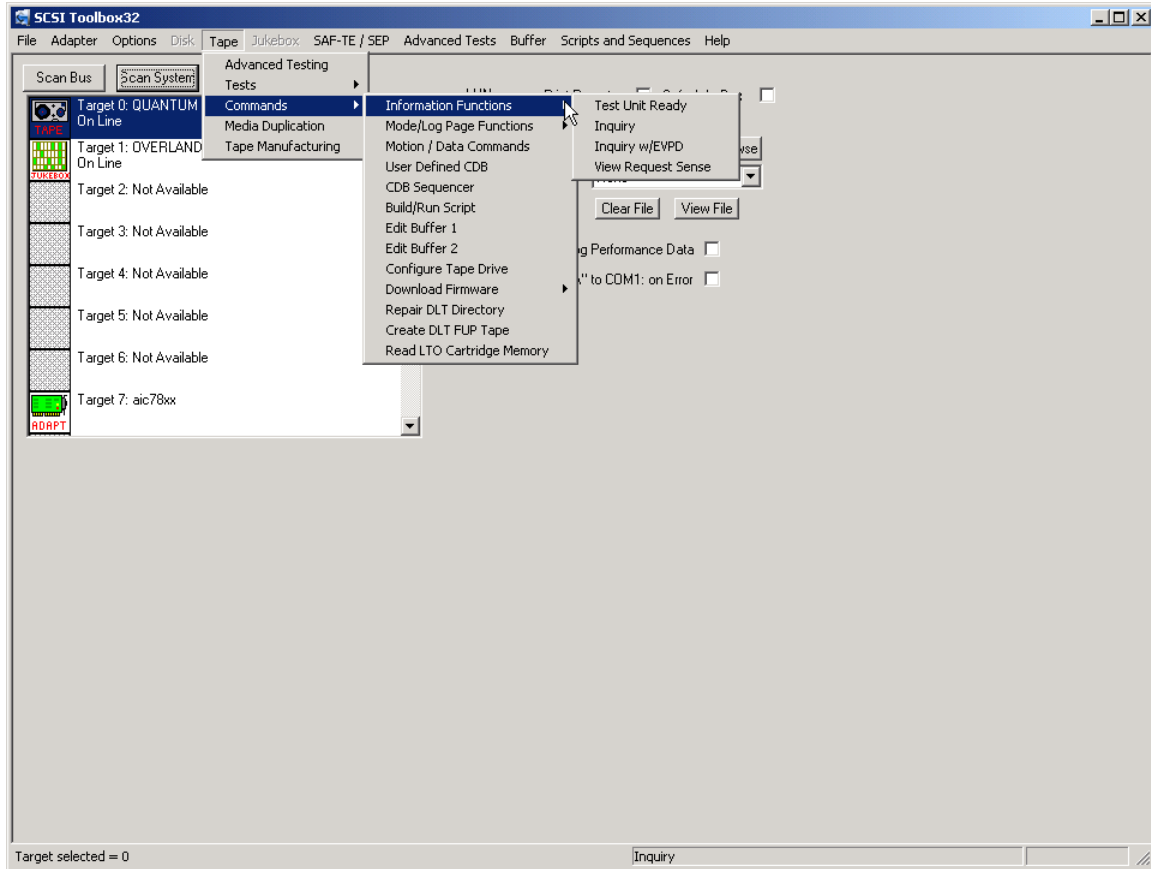 SCSI Toolbox32
File Adapter Options Disk Tape Jukebox SAF-TE / SEP Advanced Tests Buffer Scripts and Sequences Help
Scan Bus Scan System
Advanced Testing
Tests
Commands
Media Duplication
Tape Manufacturing
Information Functions
Mode/Log Page Functions
Motion / Data Commands
User Defined CDB
CDB Sequencer
Build/Run Script
Edit Buffer 1
Edit Buffer 2
Configure Tape Drive
Download Firmware
Repair DLT Directory
Create DLT FUP Tape
Read LTO Cartridge Memory
Test Unit Ready
Inquiry
Inquiry w/EVPD
View Request Sense
TAPE
Target 0: QUANTUM
On Line
JUKEBOX
Target 1: OVERLAND
On Line
Target 2: Not Available
Target 3: Not Available
Target 4: Not Available
Target 5: Not Available
Target 6: Not Available
ADAPT
Target 7: aic78xx
Clear File View File
Performance Data
to COM1: on Error
Target selected = 0
Inquiry